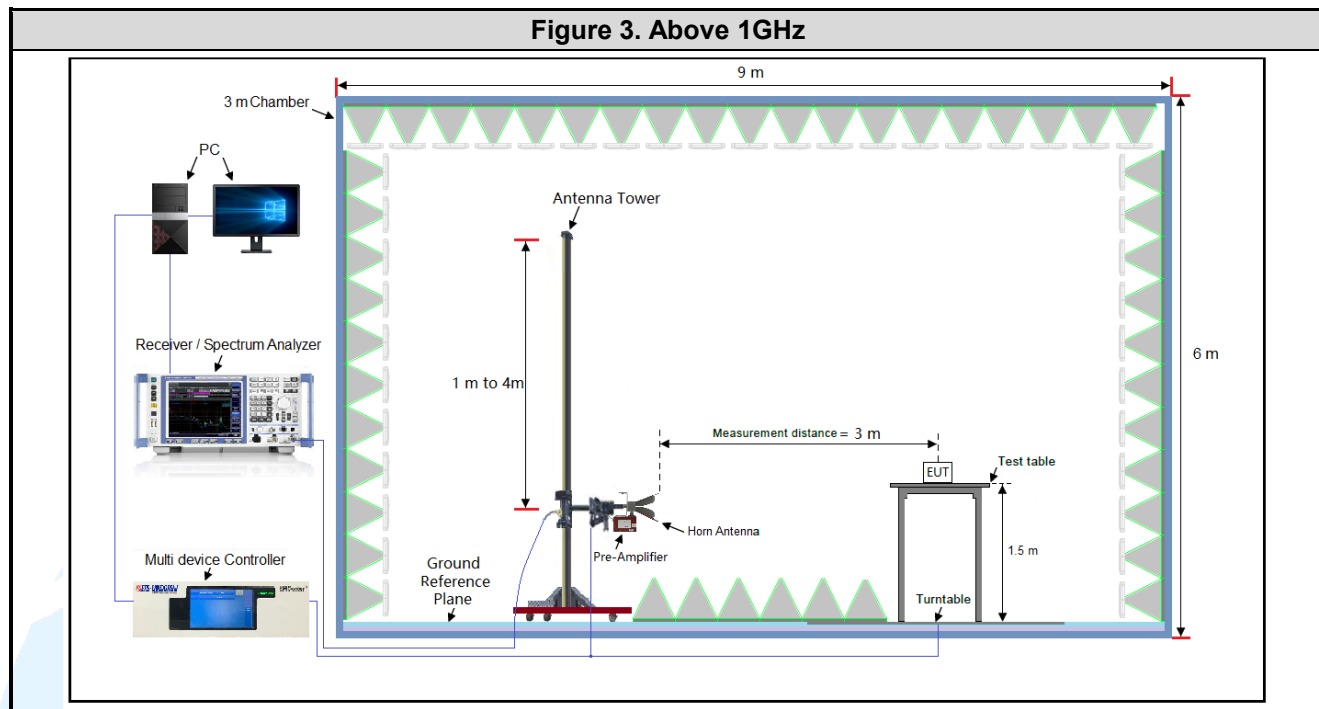 Figure 3. Above 1GHz
9 m
3 m Chamber
PC
Antenna Tower
Receiver / Spectrum Analyzer
6 m
1 m to 4m
Measurement distance = 3 m
EUT
Test table
Horn Antenna
Pre-Amplifier
1.5 m
Multi device Controller
Ground
Reference
Plane
Turntable